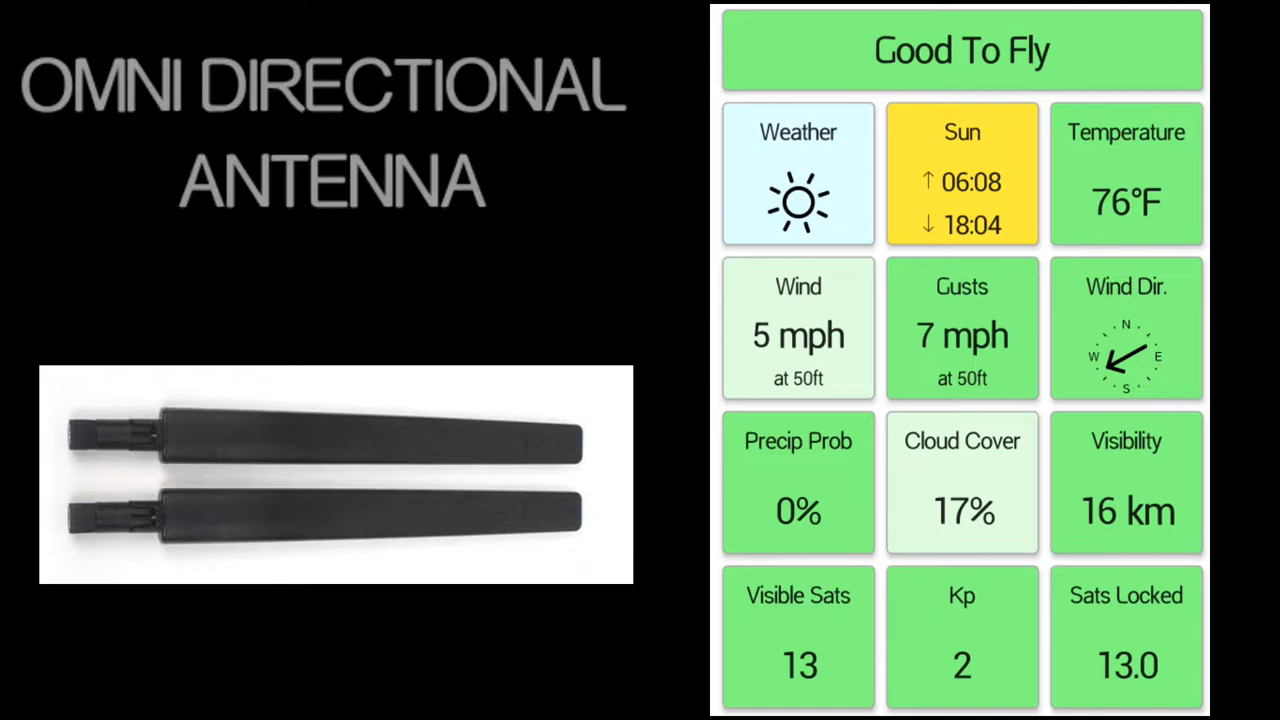 OMNI DIRECTIONAL
ANTENNA
Good To Fly
Weather
Sun
↑ 06:08
↓ 18:04
Temperature
76°F
Wind
5 mph
at 50ft
Gusts
7 mph
at 50ft
Wind Dir.
N
W E
S
Precip Prob
0%
Cloud Cover
17%
Visibility
16 km
Visible Sats
13
Kp
2
Sats Locked
13.0